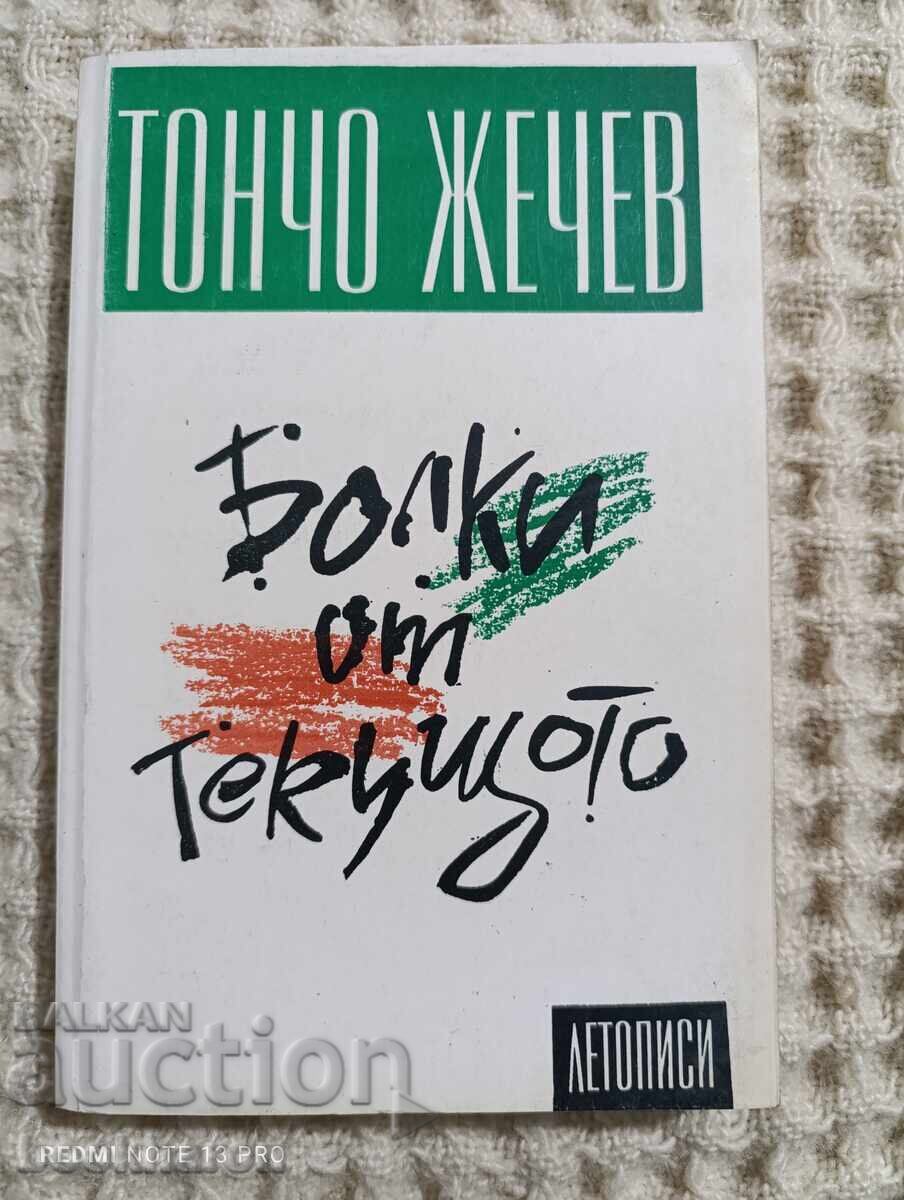 ТОНЧО ЖЕЧЕВ
Болки
от
текущото
ЛЕТОПИСИ
BALKAN
auction
REDMI NOTE 13 PRO